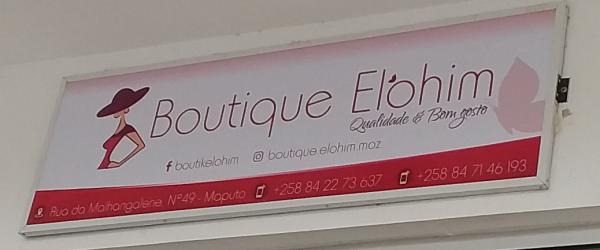 Boutique Elohim
Qualidade & Bom gosto
boutikelohim boutique.elohim.moz
Rua da Malhangalene, Nº49 - Maputo +258 84 22 73 637 +258 84 71 46 193